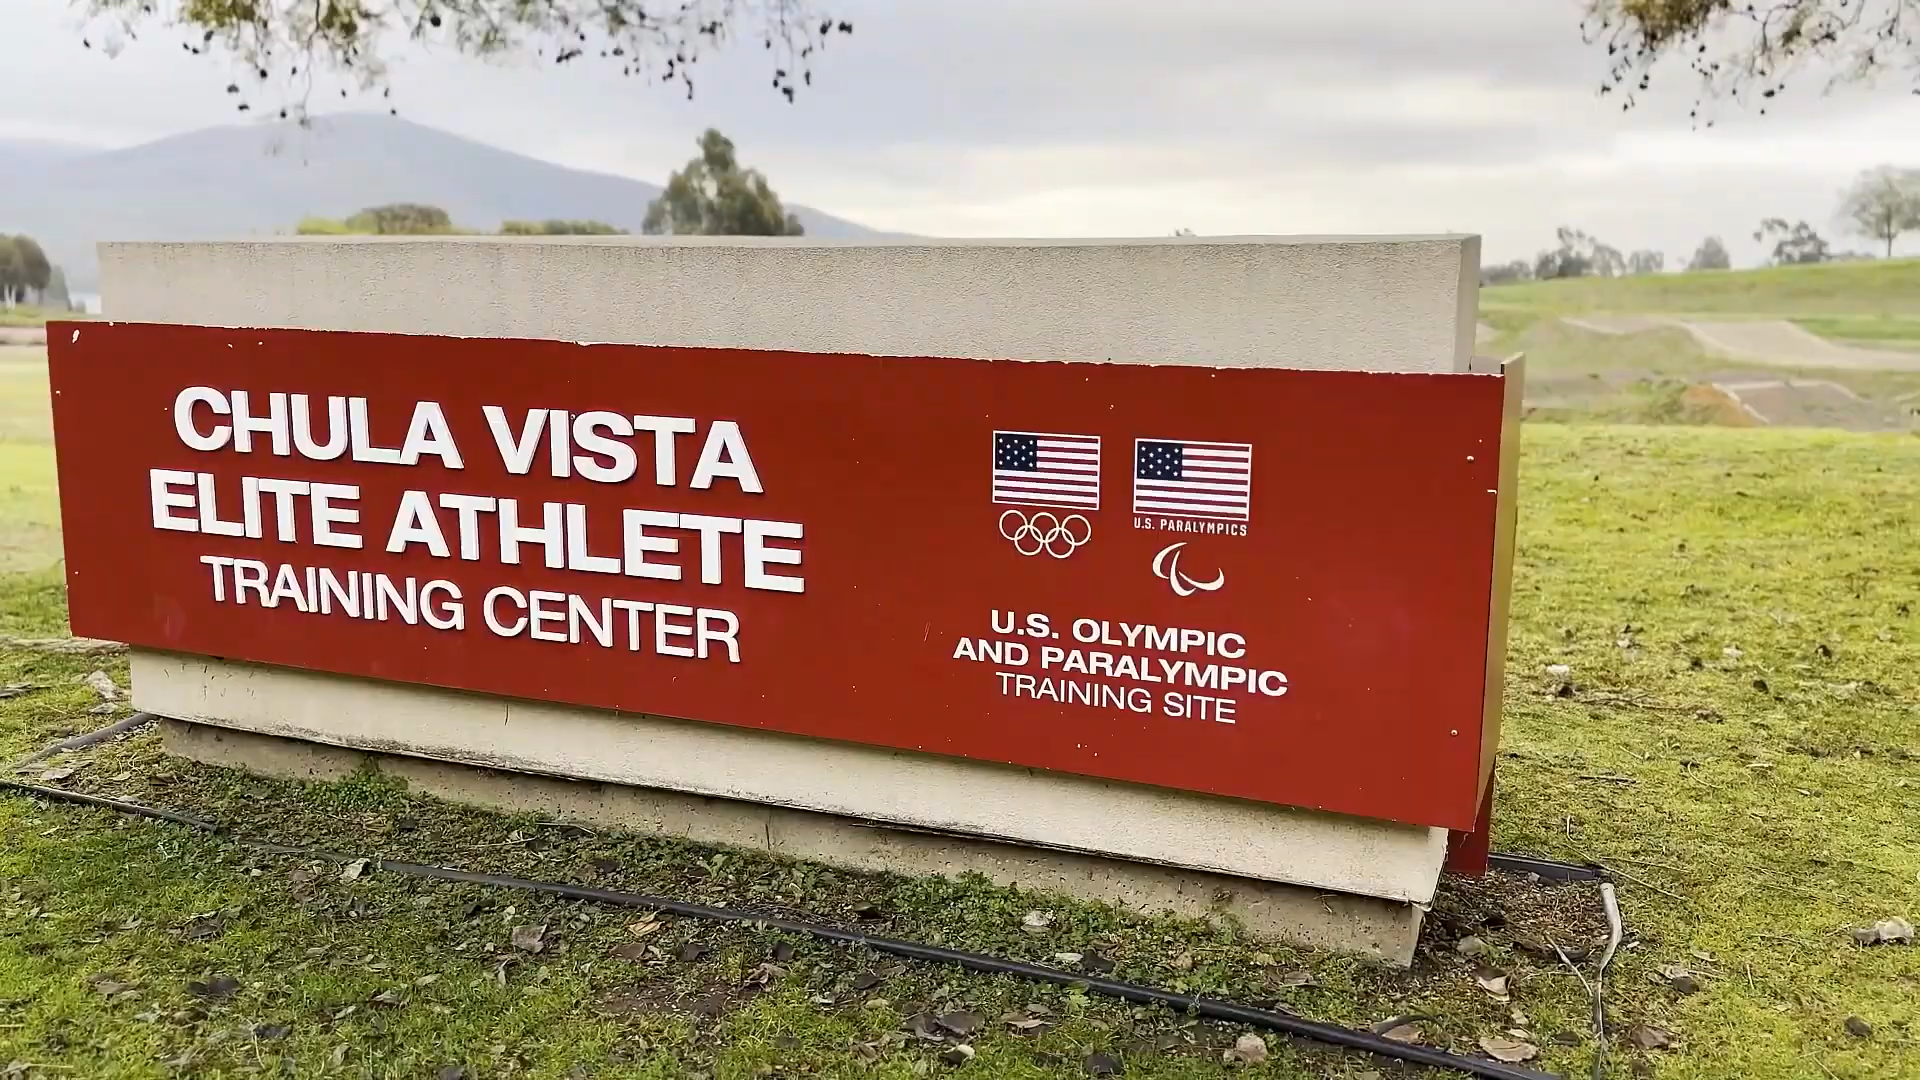 CHULA VISTA
ELITE ATHLETE
TRAINING CENTER
U.S. PARALYMPICS
U.S. OLYMPIC
AND PARALYMPIC
TRAINING SITE